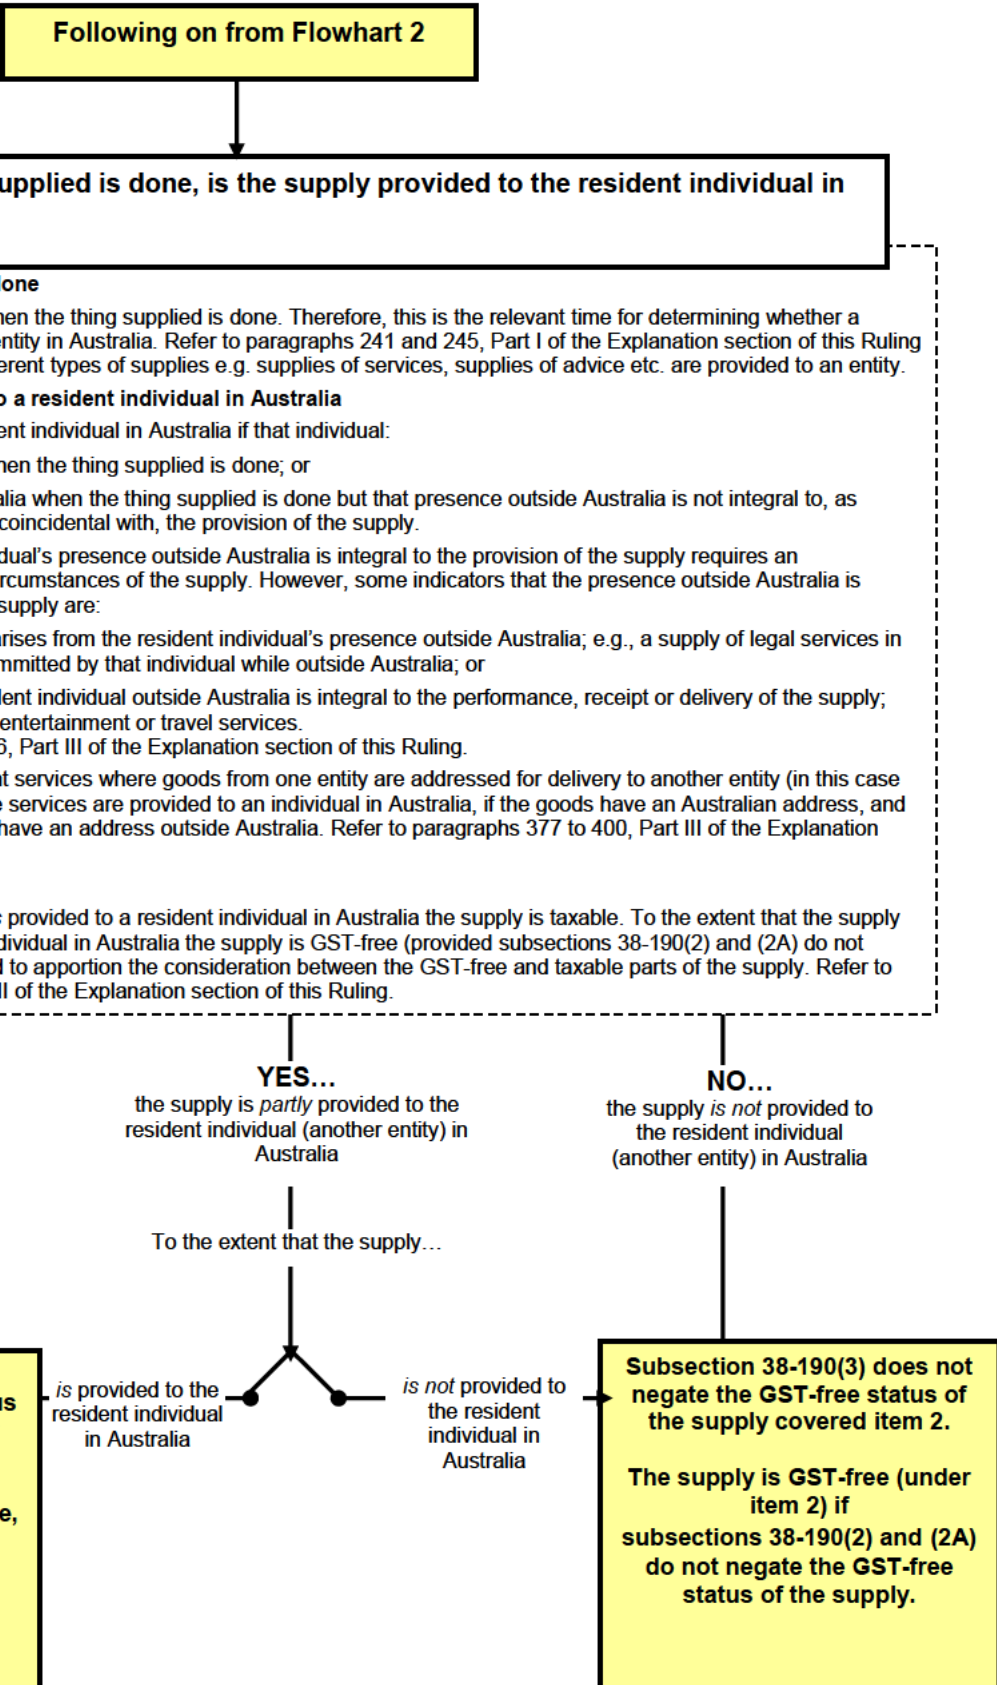 Following on from Flowhart 2
supplied is done, is the supply provided to the resident individual in
done
when the thing supplied is done. Therefore, this is the relevant time for determining whether a
entity in Australia. Refer to paragraphs 241 and 245, Part I of the Explanation section of this Ruling
types of supplies e.g. supplies of services, supplies of advice etc. are provided to an entity.
to a resident individual in Australia
individual in Australia if that individual:
when the thing supplied is done; or
when the thing supplied is done but that presence outside Australia is not integral to, as
coincidental with, the provision of the supply.
presence outside Australia is integral to the provision of the supply requires an
circumstances of the supply. However, some indicators that the presence outside Australia is
supply are:
arises from the resident individual's presence outside Australia; e.g., a supply of legal services in
committed by that individual while outside Australia; or
individual outside Australia is integral to the performance, receipt or delivery of the supply;
entertainment or travel services.
6, Part III of the Explanation section of this Ruling.
services where goods from one entity are addressed for delivery to another entity (in this case
services are provided to an individual in Australia, if the goods have an Australian address, and
have an address outside Australia. Refer to paragraphs 377 to 400, Part III of the Explanation
provided to a resident individual in Australia the supply is taxable. To the extent that the supply
individual in Australia the supply is GST-free (provided subsections 38-190(2) and (2A) do not
to apportion the consideration between the GST-free and taxable parts of the supply. Refer to
II of the Explanation section of this Ruling.
YES...
the supply is partly provided to the
resident individual (another entity) in
Australia
NO...
the supply is not provided to
the resident individual
(another entity) in Australia
To the extent that the supply...
us
e,
is provided to the
resident individual
in Australia
is not provided to
the resident
individual in
Australia
Subsection 38-190(3) does not
negate the GST-free status of
the supply covered item 2.
The supply is GST-free (under
item 2) if
subsections 38-190(2) and (2A)
do not negate the GST-free
status of the supply.